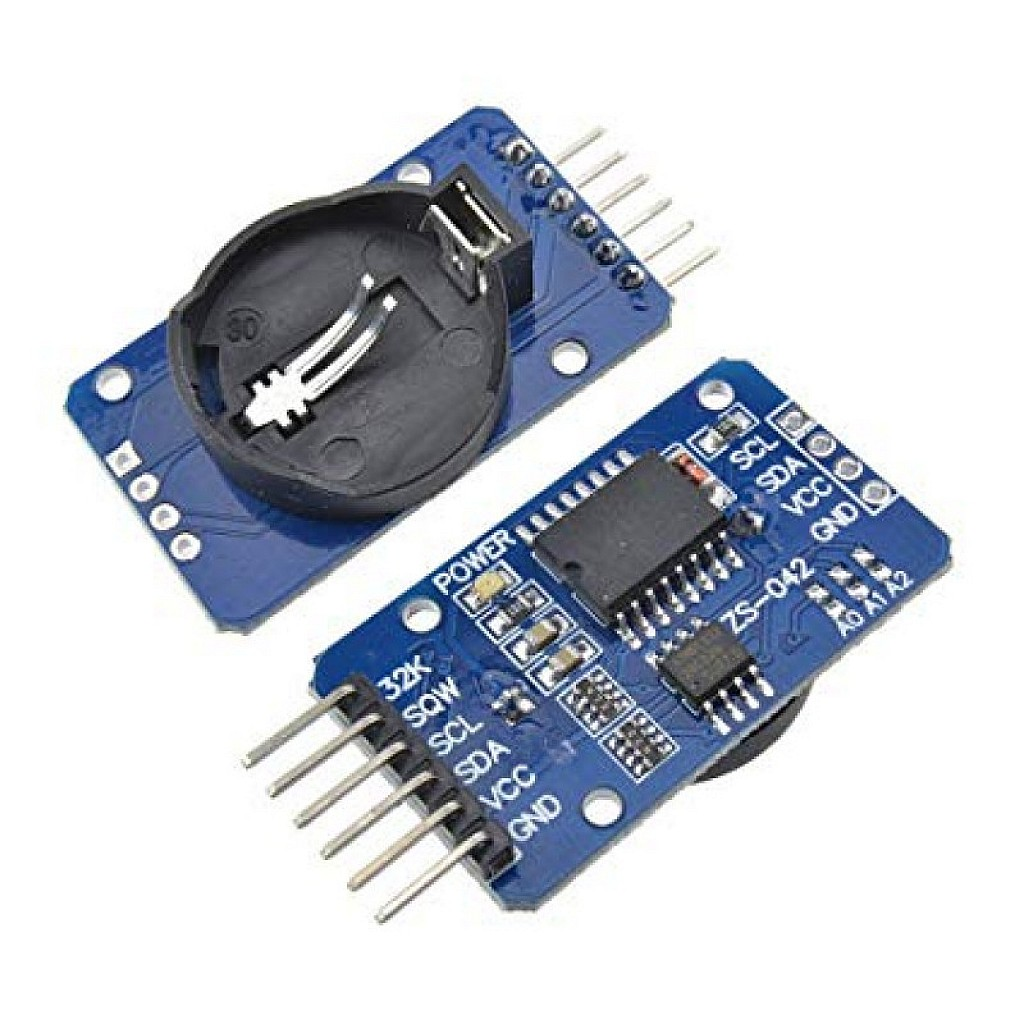 30
POWER
32K
SQW
SCL
SDA
VCC
GND
SCL
SDA
VCC
GND
ZS-042
A0 A1 A2